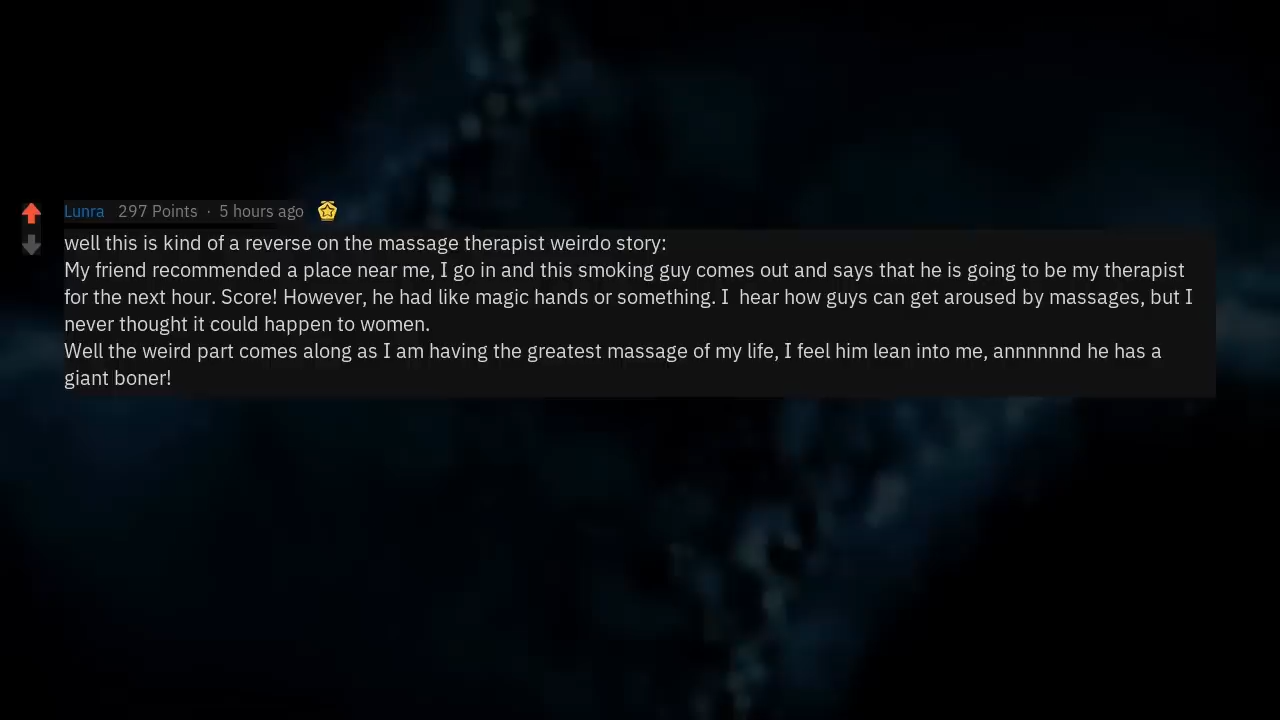 Lunra 297 Points · 5 hours ago
well this is kind of a reverse on the massage therapist weirdo story:
My friend recommended a place near me, I go in and this smoking guy comes out and says that he is going to be my therapist
for the next hour. Score! However, he had like magic hands or something. I  hear how guys can get aroused by massages, but I
never thought it could happen to women.
Well the weird part comes along as I am having the greatest massage of my life, I feel him lean into me, annnnnnd he has a
giant boner!